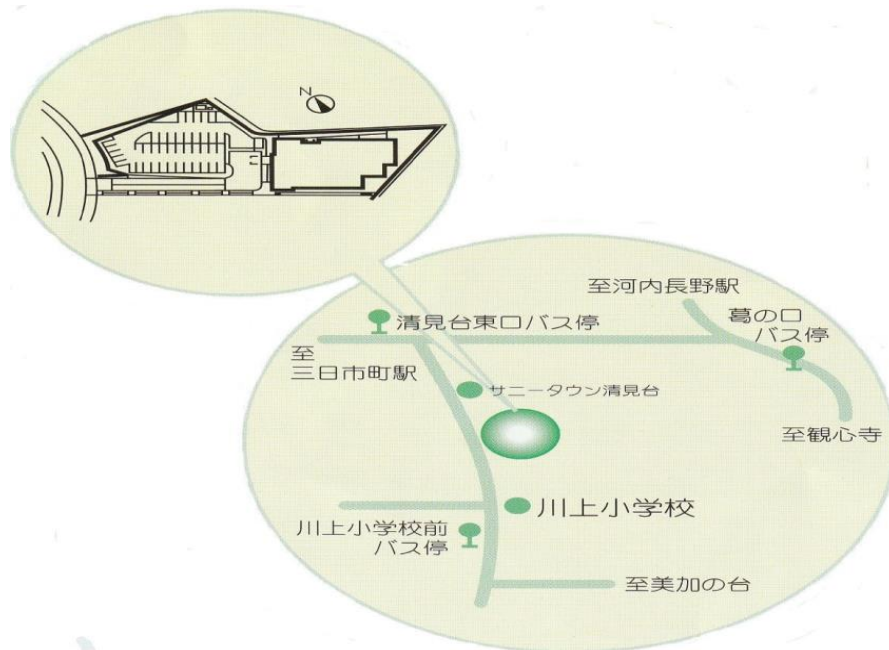 Z
至河内長野駅
清見台東口バス停
葛の口
バス停
至
三日市町駅
サニータウン清見台
至観心寺
川上小学校
川上小学校前
バス停
至美加の台